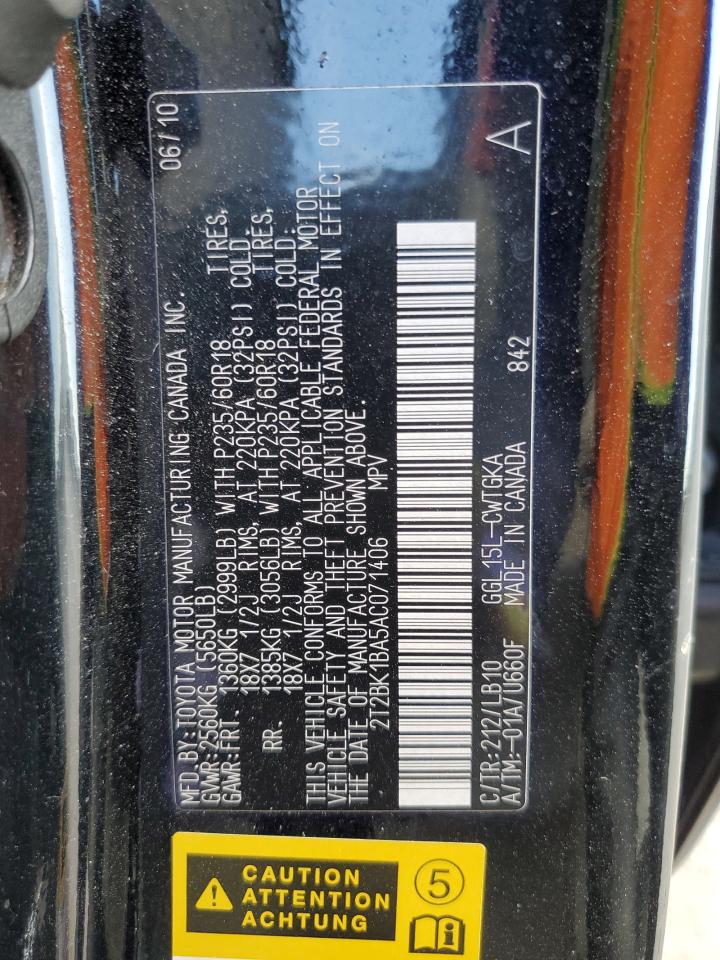 MFD. BY: TOYOTA MOTOR MANUFACTURING CANADA INC. 06/10
GVWR: 2560KG (5650LB)
GAWR: FRT. 1360KG (2999LB) WITH P235/60R18 TIRES,
18X7 1/2J RIMS, AT 220KPA (32PSI) COLD.
RR. 1385KG (3056LB) WITH P235/60R18 TIRES,
18X7 1/2J RIMS, AT 220KPA (32PSI) COLD.
THIS VEHICLE CONFORMS TO ALL APPLICABLE FEDERAL MOTOR
VEHICLE SAFETY AND THEFT PREVENTION STANDARDS IN EFFECT ON
THE DATE OF MANUFACTURE SHOWN ABOVE.
2T2BK1BA5AC071406 MPV
C/TR: 212/LB10 GGL15L-CWTGKA 842 A
A/TM: -01A/U660F MADE IN CANADA
CAUTION
ATTENTION
ACHTUNG
5
i